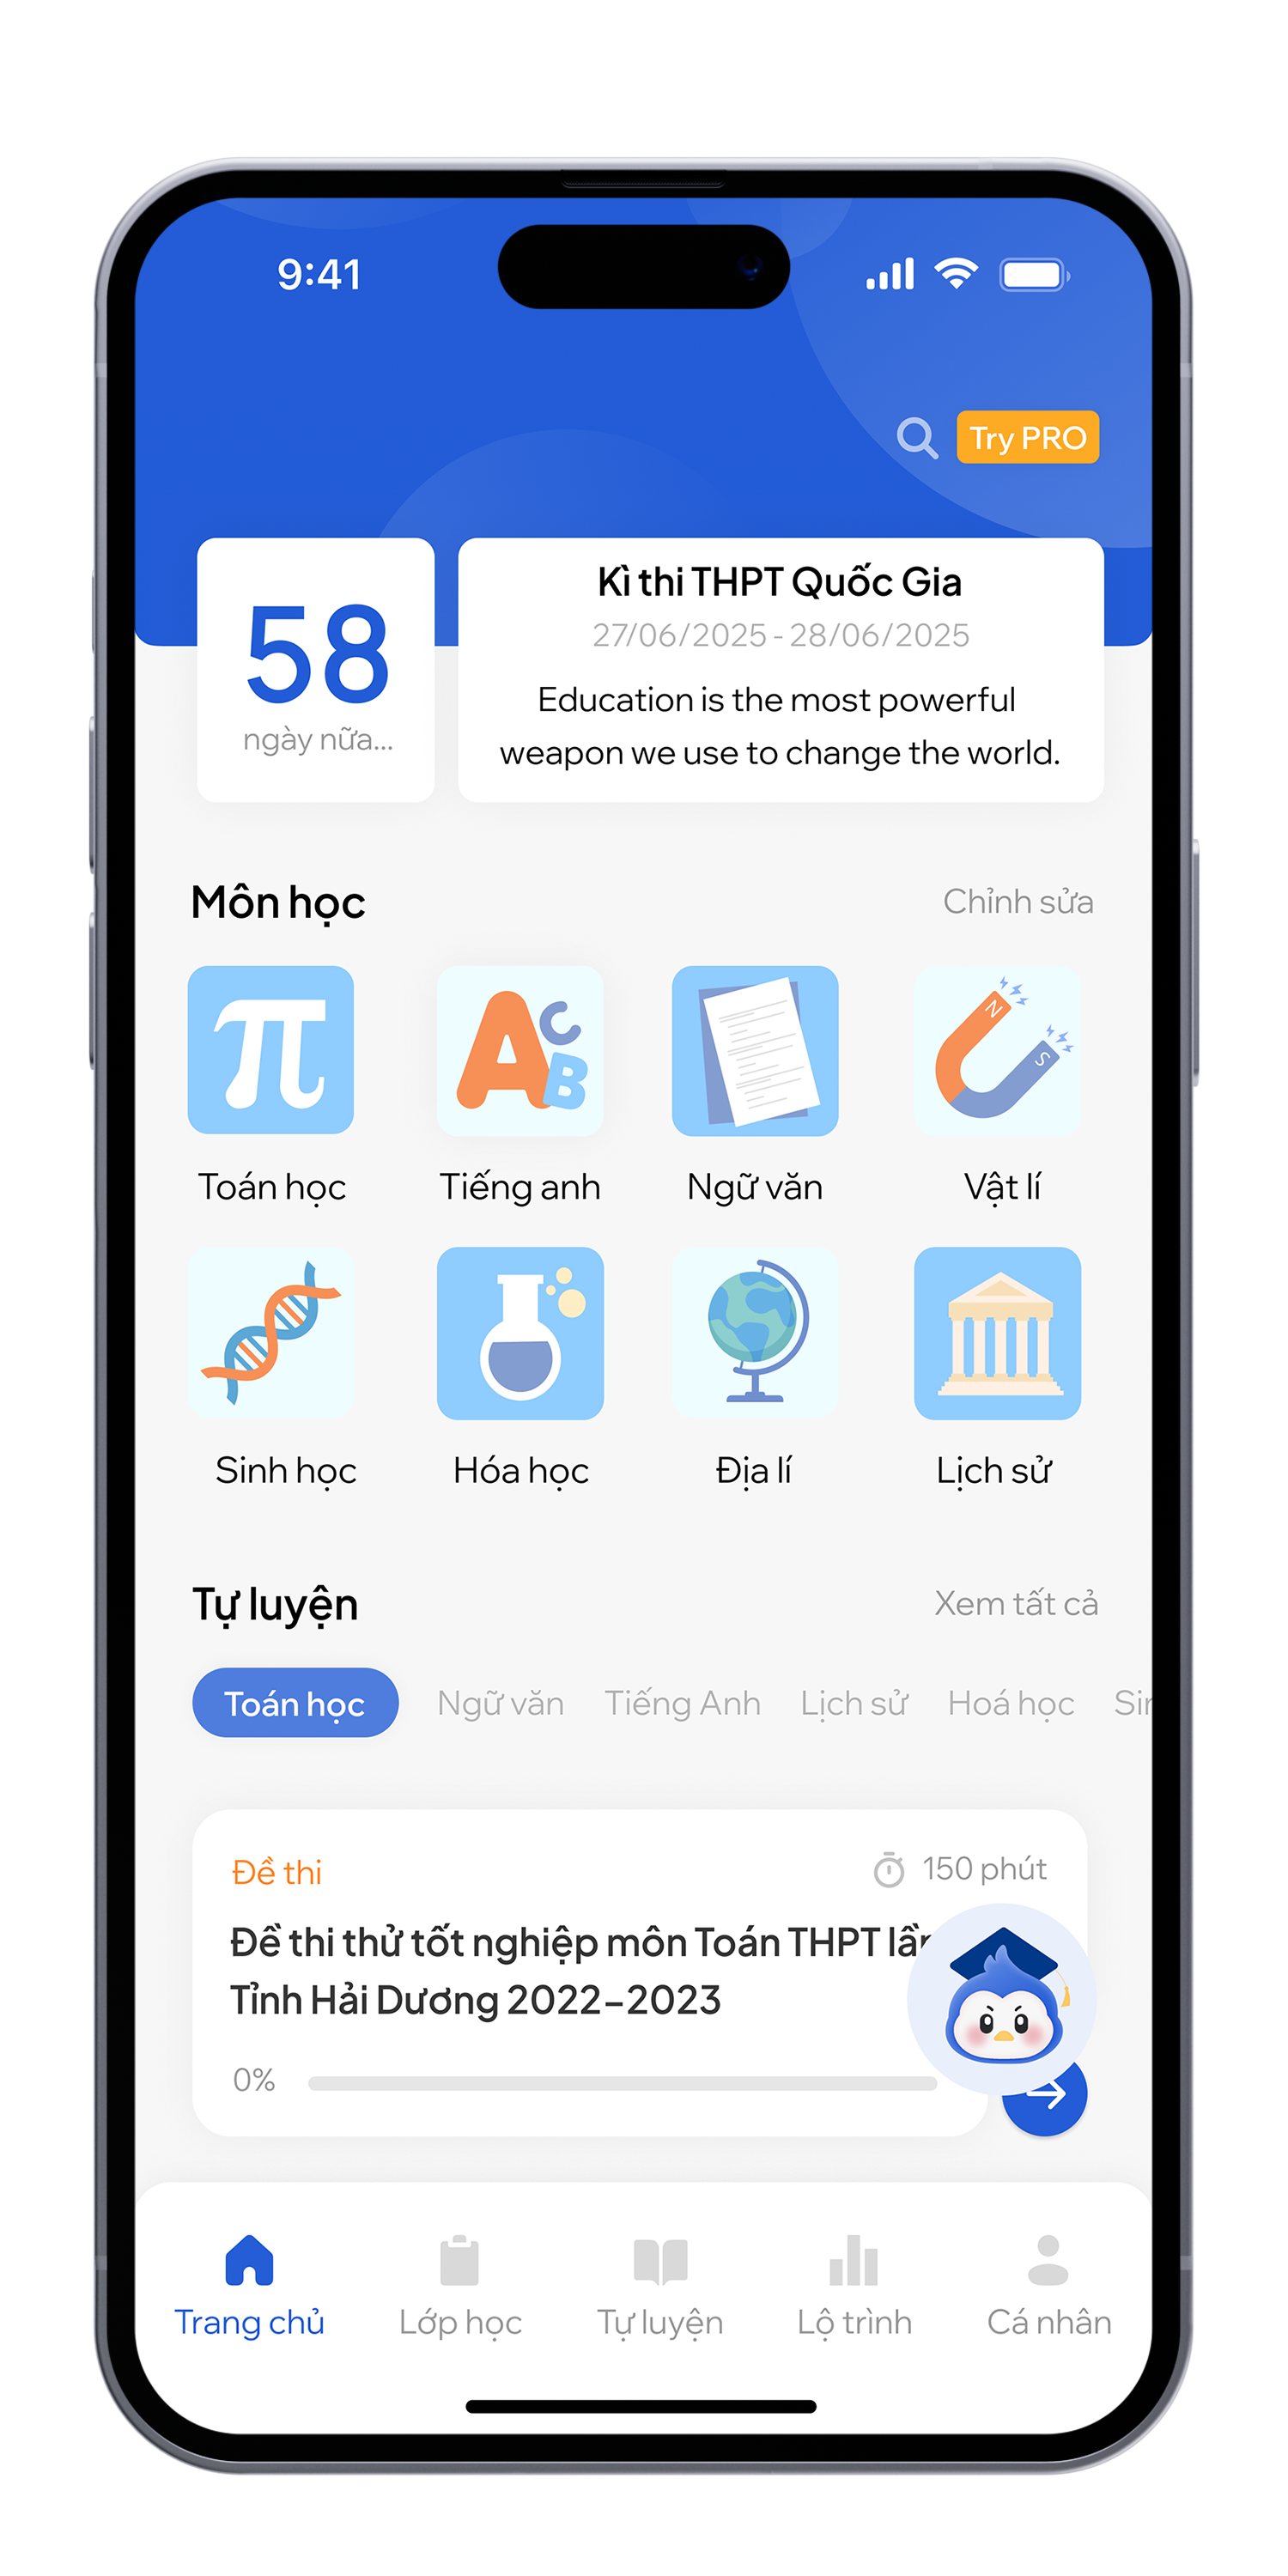 9:41
Try PRO
58
ngày nữa...
Kì thi THPT Quốc Gia
27/06/2025 - 28/06/2025
Education is the most powerful
weapon we use to change the world.
Môn học
Chỉnh sửa
π
A C B
N
S
Toán học
Tiếng anh
Ngữ văn
Vật lí
Sinh học
Hóa học
Địa lí
Lịch sử
Tự luyện
Xem tất cả
Toán học
Ngữ văn
Tiếng Anh
Lịch sử
Hoá học
Đề thi
150 phút
Đề thi thử tốt nghiệp môn Toán THPT
Tỉnh Hải Dương 2022-2023
0%
Trang chủ
Lớp học
Tự luyện
Lộ trình
Cá nhân